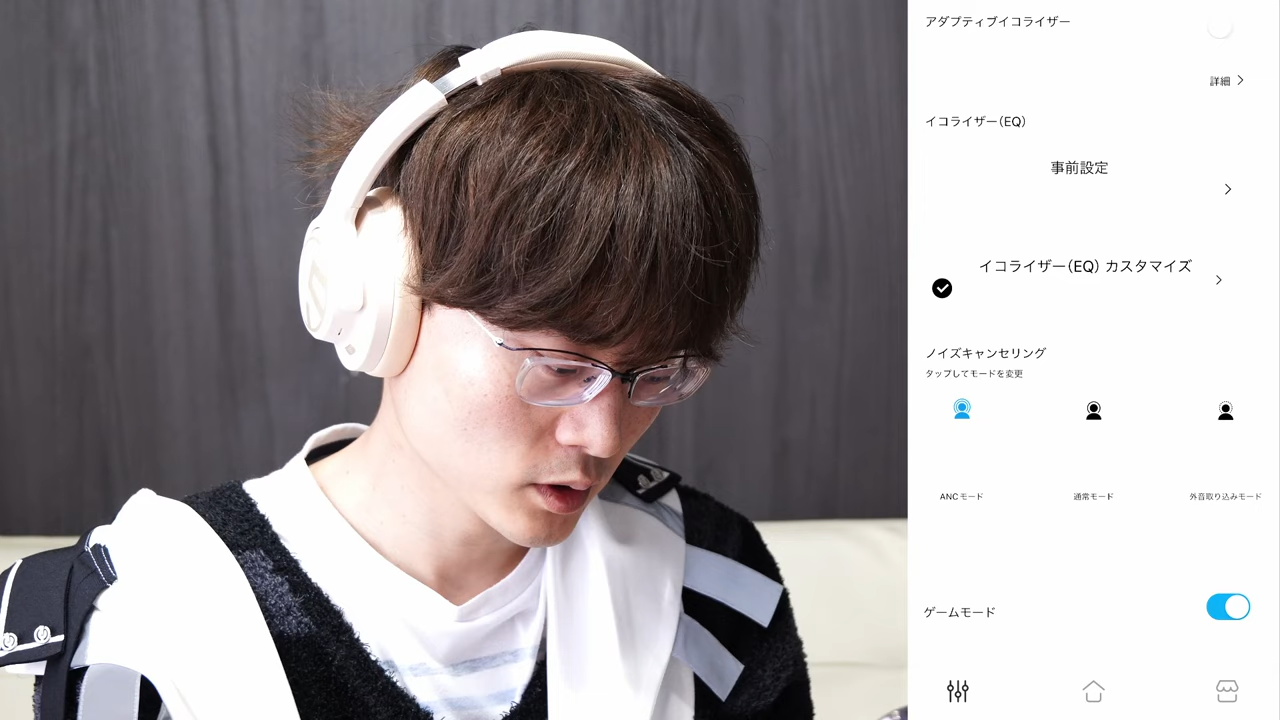 アダプティブイコライザー
詳細
イコライザー(EQ)
事前設定
イコライザー(EQ) カスタマイズ
ノイズキャンセリング
タップしてモードを変更
ANCモード
通常モード
外音取り込みモード
ゲームモード